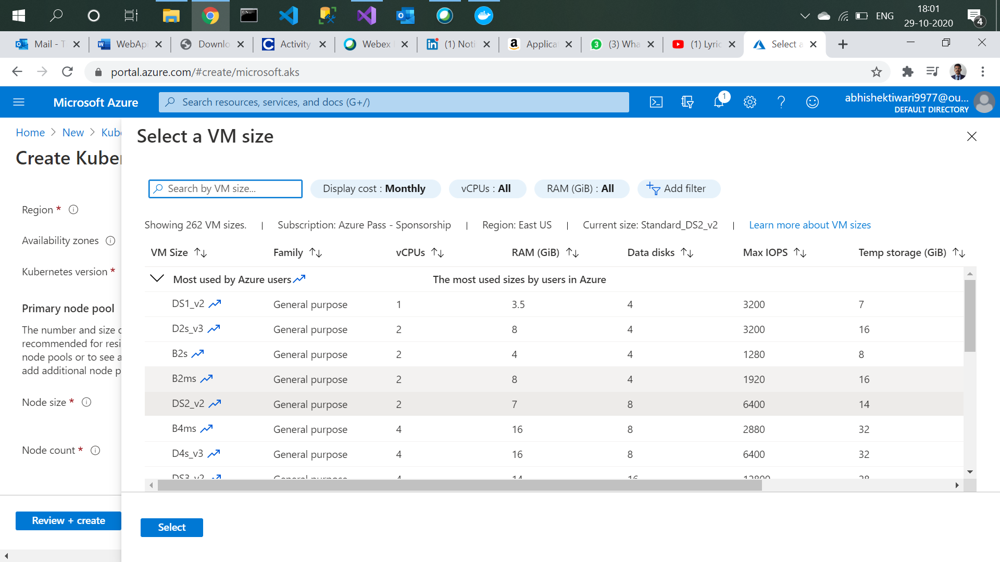 ENG
18:01
29-10-2020
4
Mail - T
WebApi
Downlo
Activity
Webex
(1) Noti
Applicat
(3) Wha
(1) Lyric
Select a
portal.azure.com/#create/microsoft.aks
Microsoft Azure
Search resources, services, and docs (G+/)
1
abhishektiwari9977@ou...
DEFAULT DIRECTORY
Home > New > Kube
Create Kuber
Select a VM size
Search by VM size...
Display cost : Monthly
vCPUs : All
RAM (GiB) : All
Add filter
Region *
Showing 262 VM sizes. | Subscription: Azure Pass - Sponsorship | Region: East US | Current size: Standard_DS2_v2 | Learn more about VM sizes
Availability zones
Kubernetes version *
Primary node pool
The number and size o
recommended for resi
node pools or to see a
add additional node p
Node size *
Node count *
VM Size Family vCPUs RAM (GiB) Data disks Max IOPS Temp storage (GiB)
Most used by Azure users The most used sizes by users in Azure
DS1_v2 General purpose 1 3.5 4 3200 7
D2s_v3 General purpose 2 8 4 3200 16
B2s General purpose 2 4 4 1280 8
B2ms General purpose 2 8 4 1920 16
DS2_v2 General purpose 2 7 8 6400 14
B4ms General purpose 4 16 8 2880 32
D4s_v3 General purpose 4 16 8 6400 32
DS3_v2 General purpose 4 14 16 12800 28
Review + create
Select